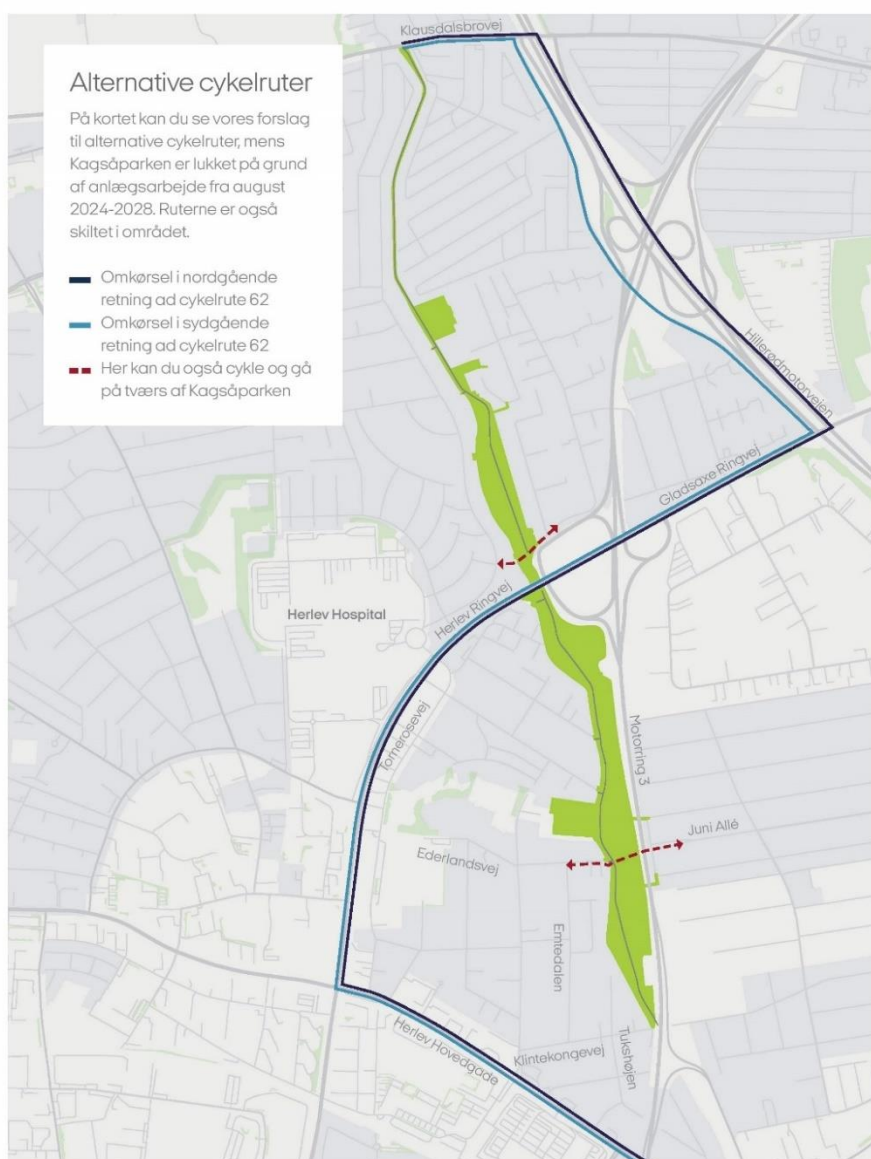 Klausdalsbrovej
Alternative cykelruter
På kortet kan du se vores forslag
til alternative cykelruter, mens
Kagsåparken er lukket på grund
af anlægsarbejde fra august
2024-2028. Ruterne er også
skiltet i området.
Omkørsel i nordgående
retning ad cykelrute 62
Omkørsel i sydgående
retning ad cykelrute 62
Her kan du også cykle og gå
på tværs af Kagsåparken
Hillerødmotorvejen
Gladsaxe Ringvej
Herlev Hospital
Herlev Ringvej
Tornerosevej
Motorring 3
Juni Allé
Ederlandsvej
Emtedalen
Herlev Hovedgade
Klintekongevej
Tukshøjen